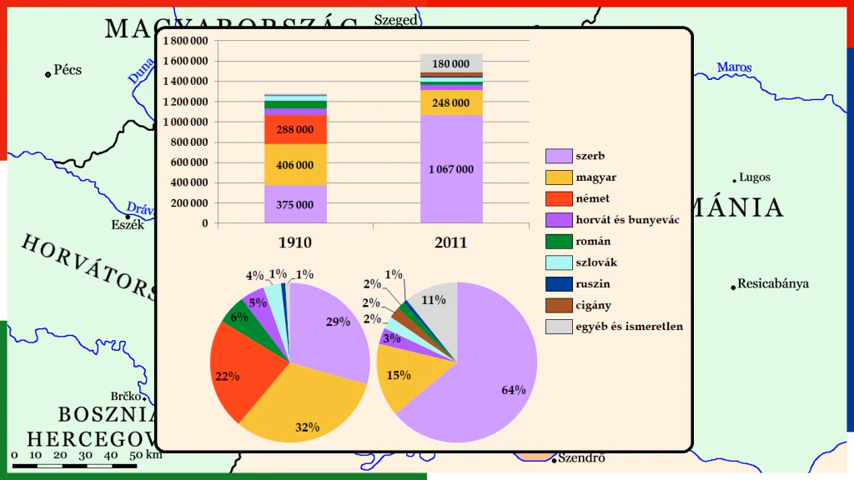 MAGYARORSZÁG
Szeged
Pécs
Duna
Maros
Dráva
Eszék
HORVÁTORS
Lugos
MÁNIA
Resicabánya
Brčko
BOSZNIA
HERCEGOV
0 10 20 30 40 50 km
Szendrő
1 800 000
1 600 000
1 400 000
1 200 000
1 000 000
800 000
600 000
400 000
200 000
0
288 000
406 000
375 000
180 000
248 000
1 067 000
1910
2011
szerb
magyar
német
horvát és bunyevác
román
szlovák
ruszin
cigány
egyéb és ismeretlen
4%
1%
1%
5%
6%
29%
22%
32%
1%
2%
2%
2%
3%
11%
15%
64%